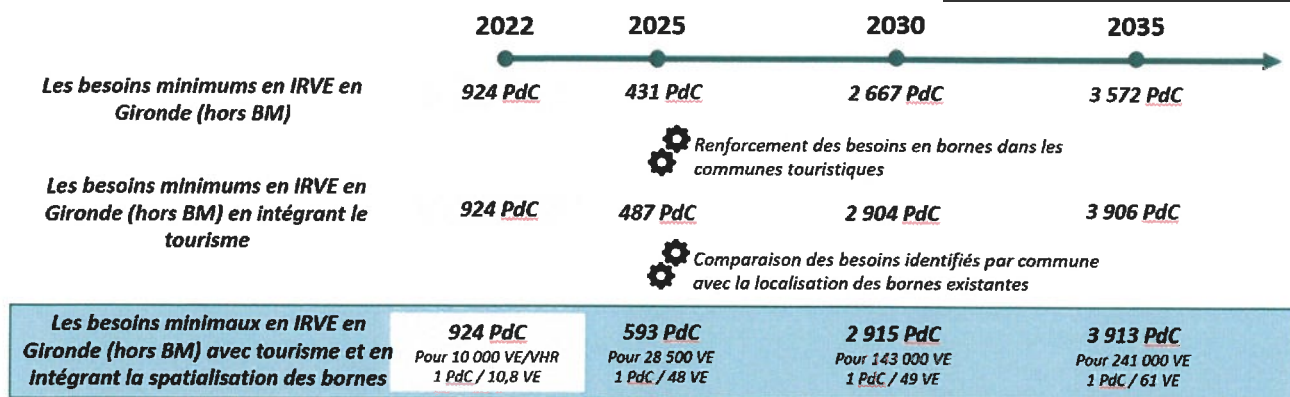 2022 2025 2030 2035
Les besoins minimums en IRVE en
Gironde (hors BM)
924 PdC 431 PdC 2 667 PdC 3 572 PdC
Renforcement des besoins en bornes dans les
communes touristiques
Les besoins minimums en IRVE en
Gironde (hors BM) en intégrant le
tourisme
924 PdC 487 PdC 2 904 PdC 3 906 PdC
Comparaison des besoins identifiés par commune
avec la localisation des bornes existantes
Les besoins minimaux en IRVE en
Gironde (hors BM) avec tourisme et en
intégrant la spatialisation des bornes
924 PdC 593 PdC 2 915 PdC 3 913 PdC
Pour 10 000 VE/VHR Pour 28 500 VE Pour 143 000 VE Pour 241 000 VE
1 PdC / 10,8 VE 1 PdC / 48 VE 1 PdC / 49 VE 1 PdC / 61 VE